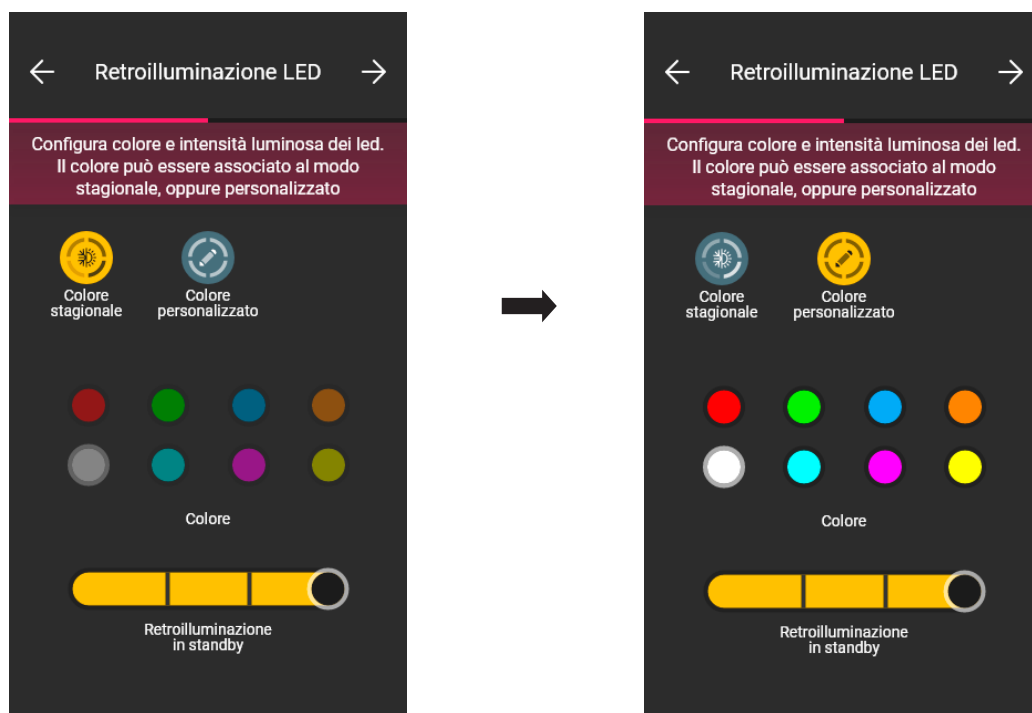 Retroilluminazione LED
Configura colore e intensità luminosa dei led.
Il colore può essere associato al modo
stagionale, oppure personalizzato
Colore
stagionale
Colore
personalizzato
Colore
Retroilluminazione
in standby
Retroilluminazione LED
Configura colore e intensità luminosa dei led.
Il colore può essere associato al modo
stagionale, oppure personalizzato
Colore
stagionale
Colore
personalizzato
Colore
Retroilluminazione
in standby